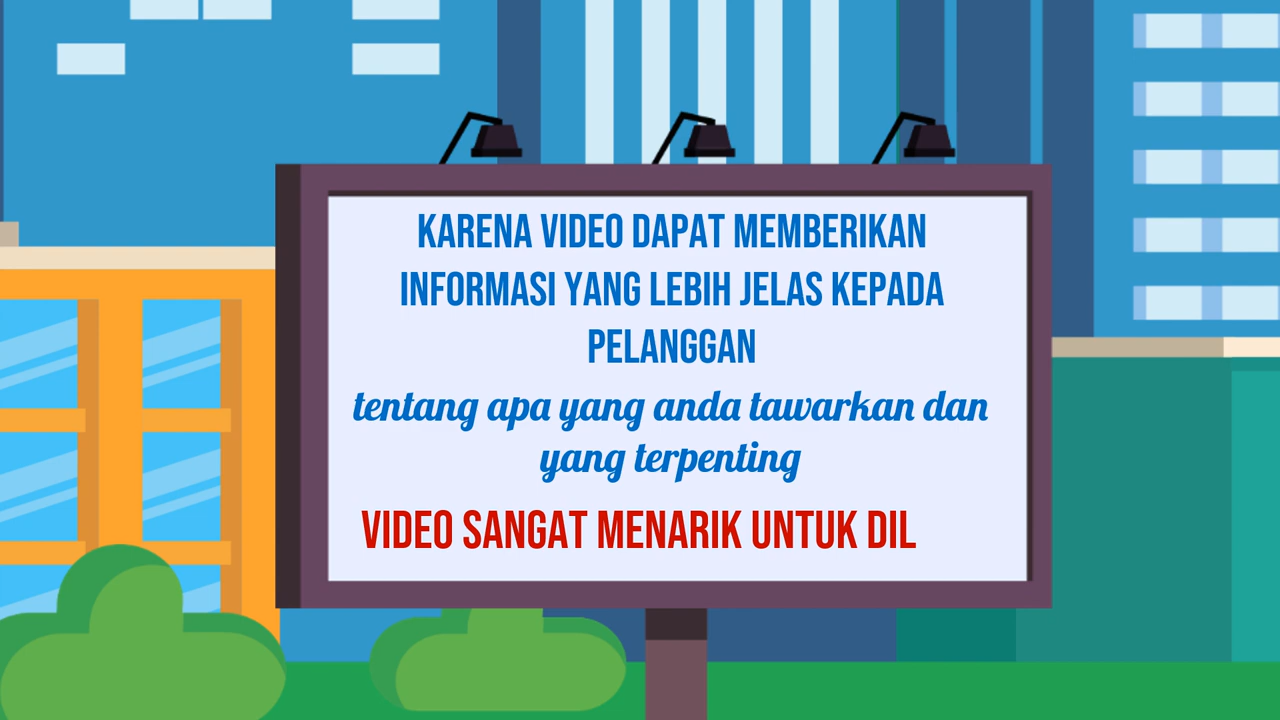 KARENA VIDEO DAPAT MEMBERIKAN
INFORMASI YANG LEBIH JELAS KEPADA
PELANGGAN
tentang apa yang anda tawarkan dan
yang terpenting
VIDEO SANGAT MENARIK UNTUK DIL